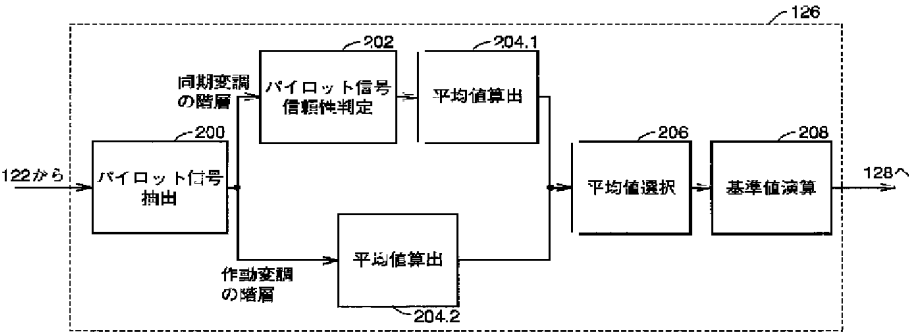 126
202
204.1
同期変調
の階層
パイロット信号
信頼性判定
平均値算出
200
206
208
122から
パイロット信号
抽出
平均値選択
基準値演算
128へ
作動変調
の階層
平均値算出
204.2